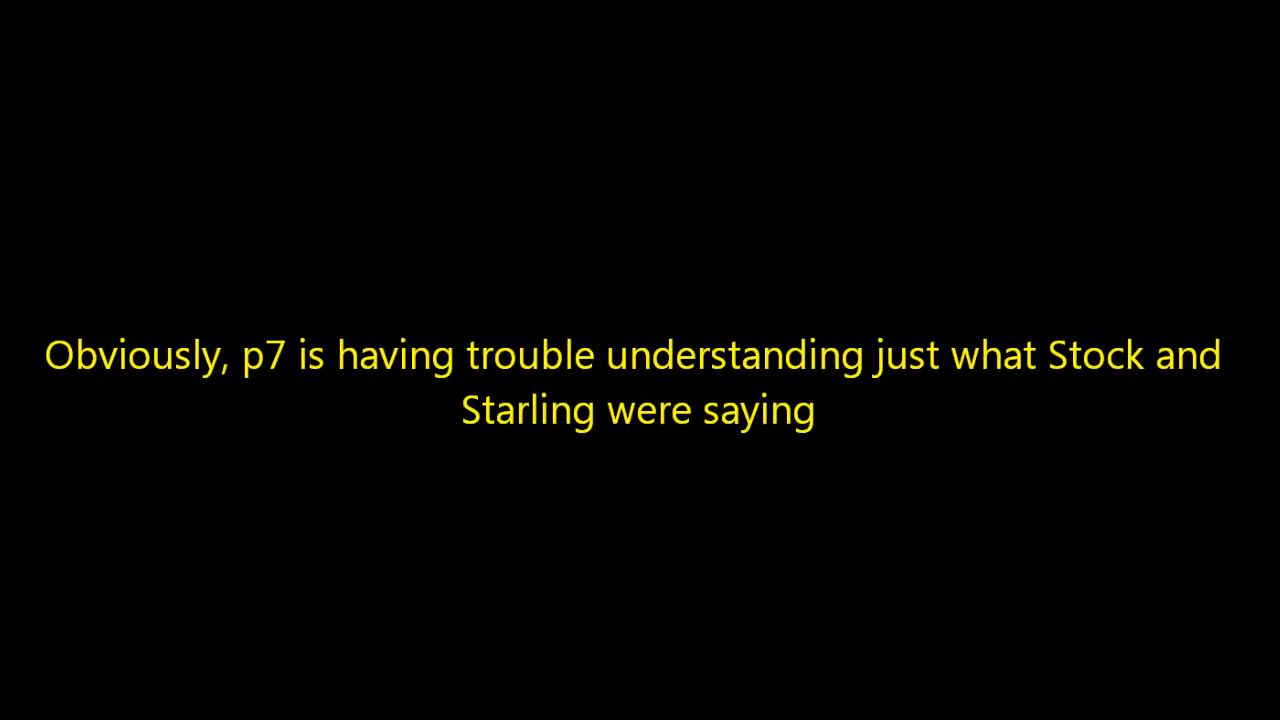 Obviously, p7 is having trouble understanding just what Stock and
Starling were saying